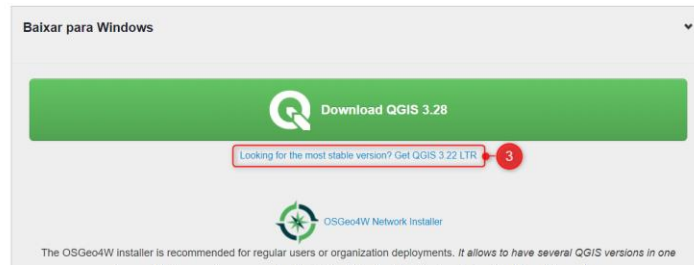 Baixar para Windows
Download QGIS 3.28
Looking for the most stable version? Get QGIS 3.22 LTR
3
OSGeo4W Network Installer
The OSGeo4W installer is recommended for regular users or organization deployments. It allows to have several QGIS versions in one